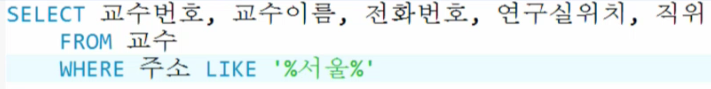 SELECT 교수번호, 교수이름, 전화번호, 연구실위치, 직위
FROM 교수
WHERE 주소 LIKE '%서울%'